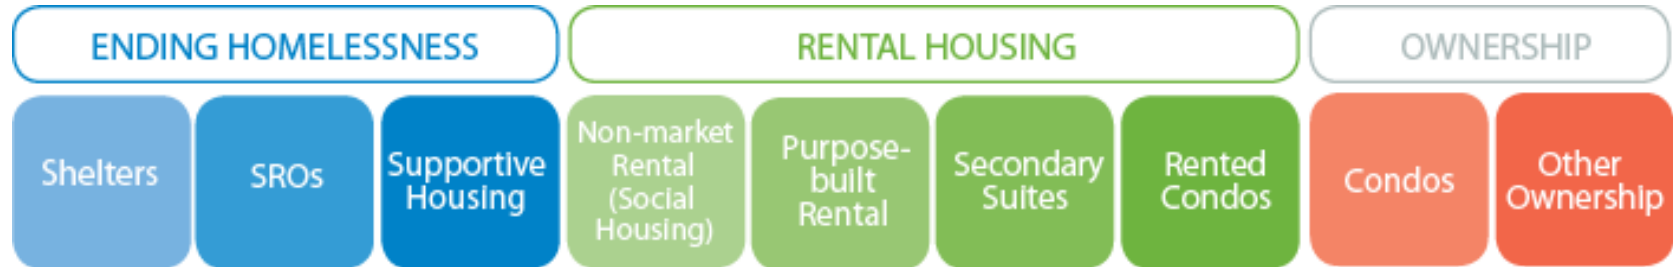 ENDING HOMELESSNESS
RENTAL HOUSING
OWNERSHIP
Shelters
SROs
Supportive
Housing
Non-market
Rental
(Social
Housing)
Purpose-
built
Rental
Secondary
Suites
Rented
Condos
Condos
Other
Ownership